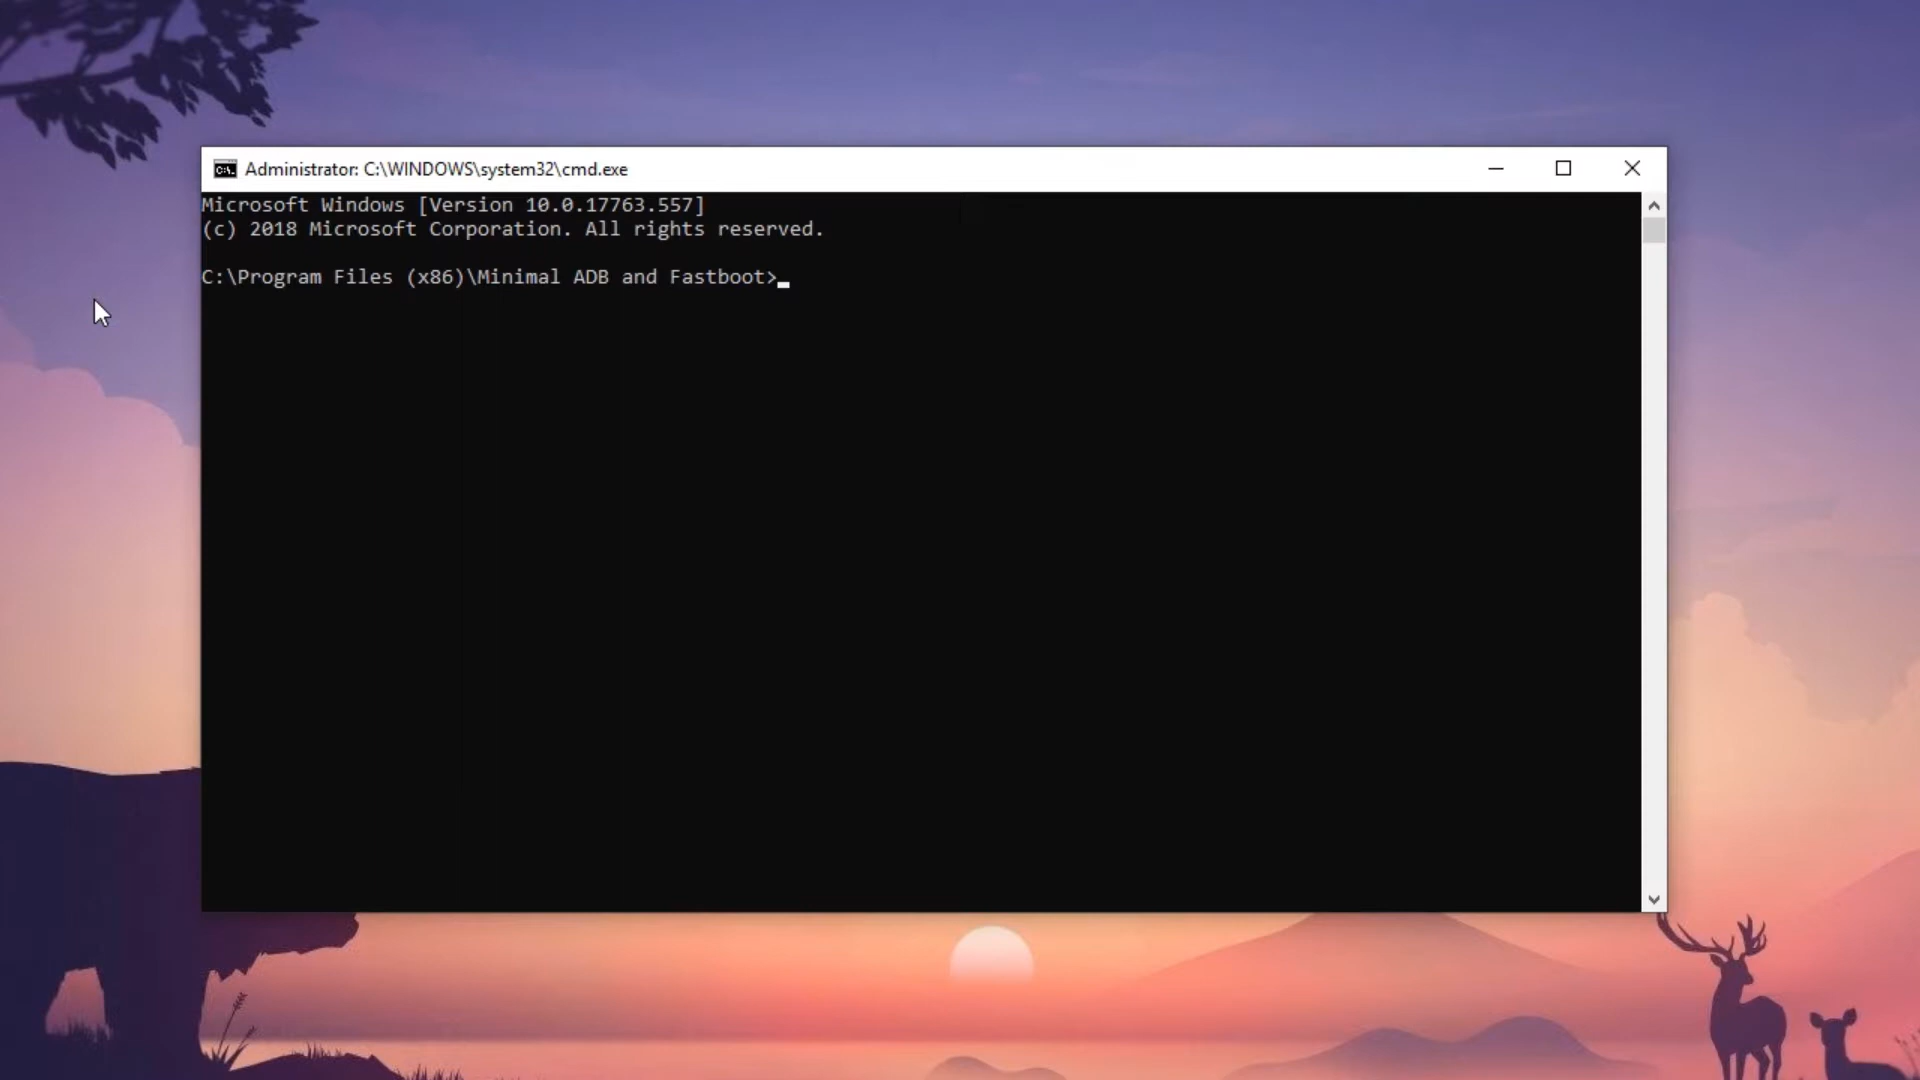 Administrator: C:\WINDOWS\system32\cmd.exe
Microsoft Windows [Version 10.0.17763.557]
(c) 2018 Microsoft Corporation. All rights reserved.
C:\Program Files (x86)\Minimal ADB and Fastboot>